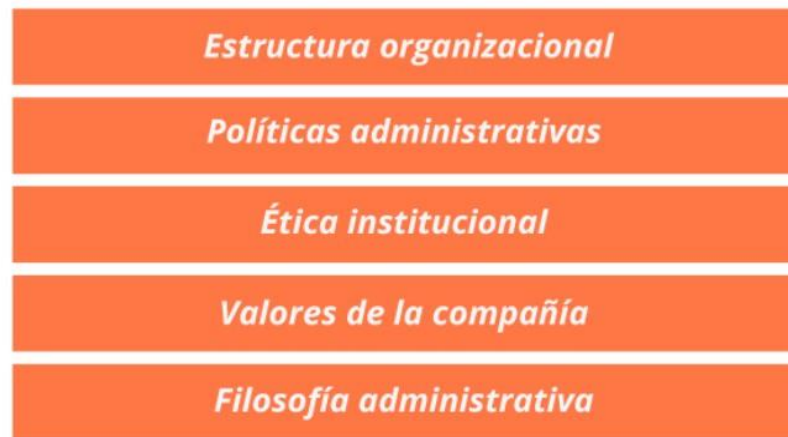 Estructura organizacional
Políticas administrativas
Ética institucional
Valores de la compañía
Filosofía administrativa